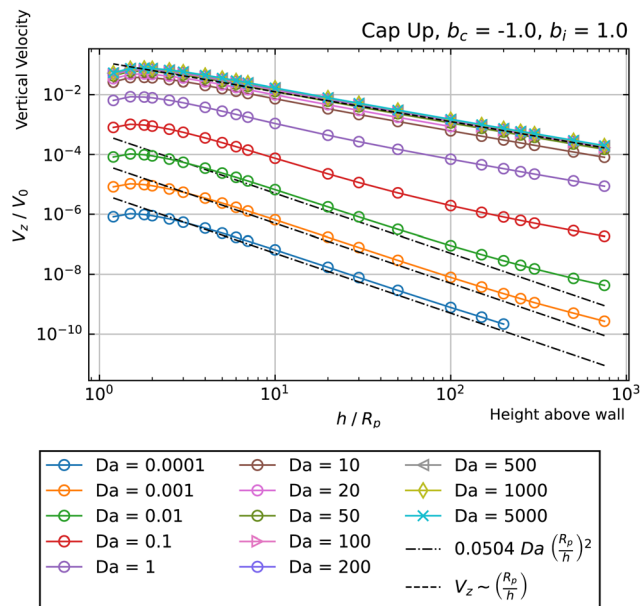 Cap Up, b_c = -1.0, b_i = 1.0
Vertical Velocity
V_z / V_0
10^-2
10^-4
10^-6
10^-8
10^-10
10^0
10^1
10^2
10^3
h / R_p
Height above wall
Da = 0.0001
Da = 0.001
Da = 0.01
Da = 0.1
Da = 1
Da = 10
Da = 20
Da = 50
Da = 100
Da = 200
Da = 500
Da = 1000
Da = 5000
0.0504 Da (R_p/h)^2
V_z ~ (R_p/h)